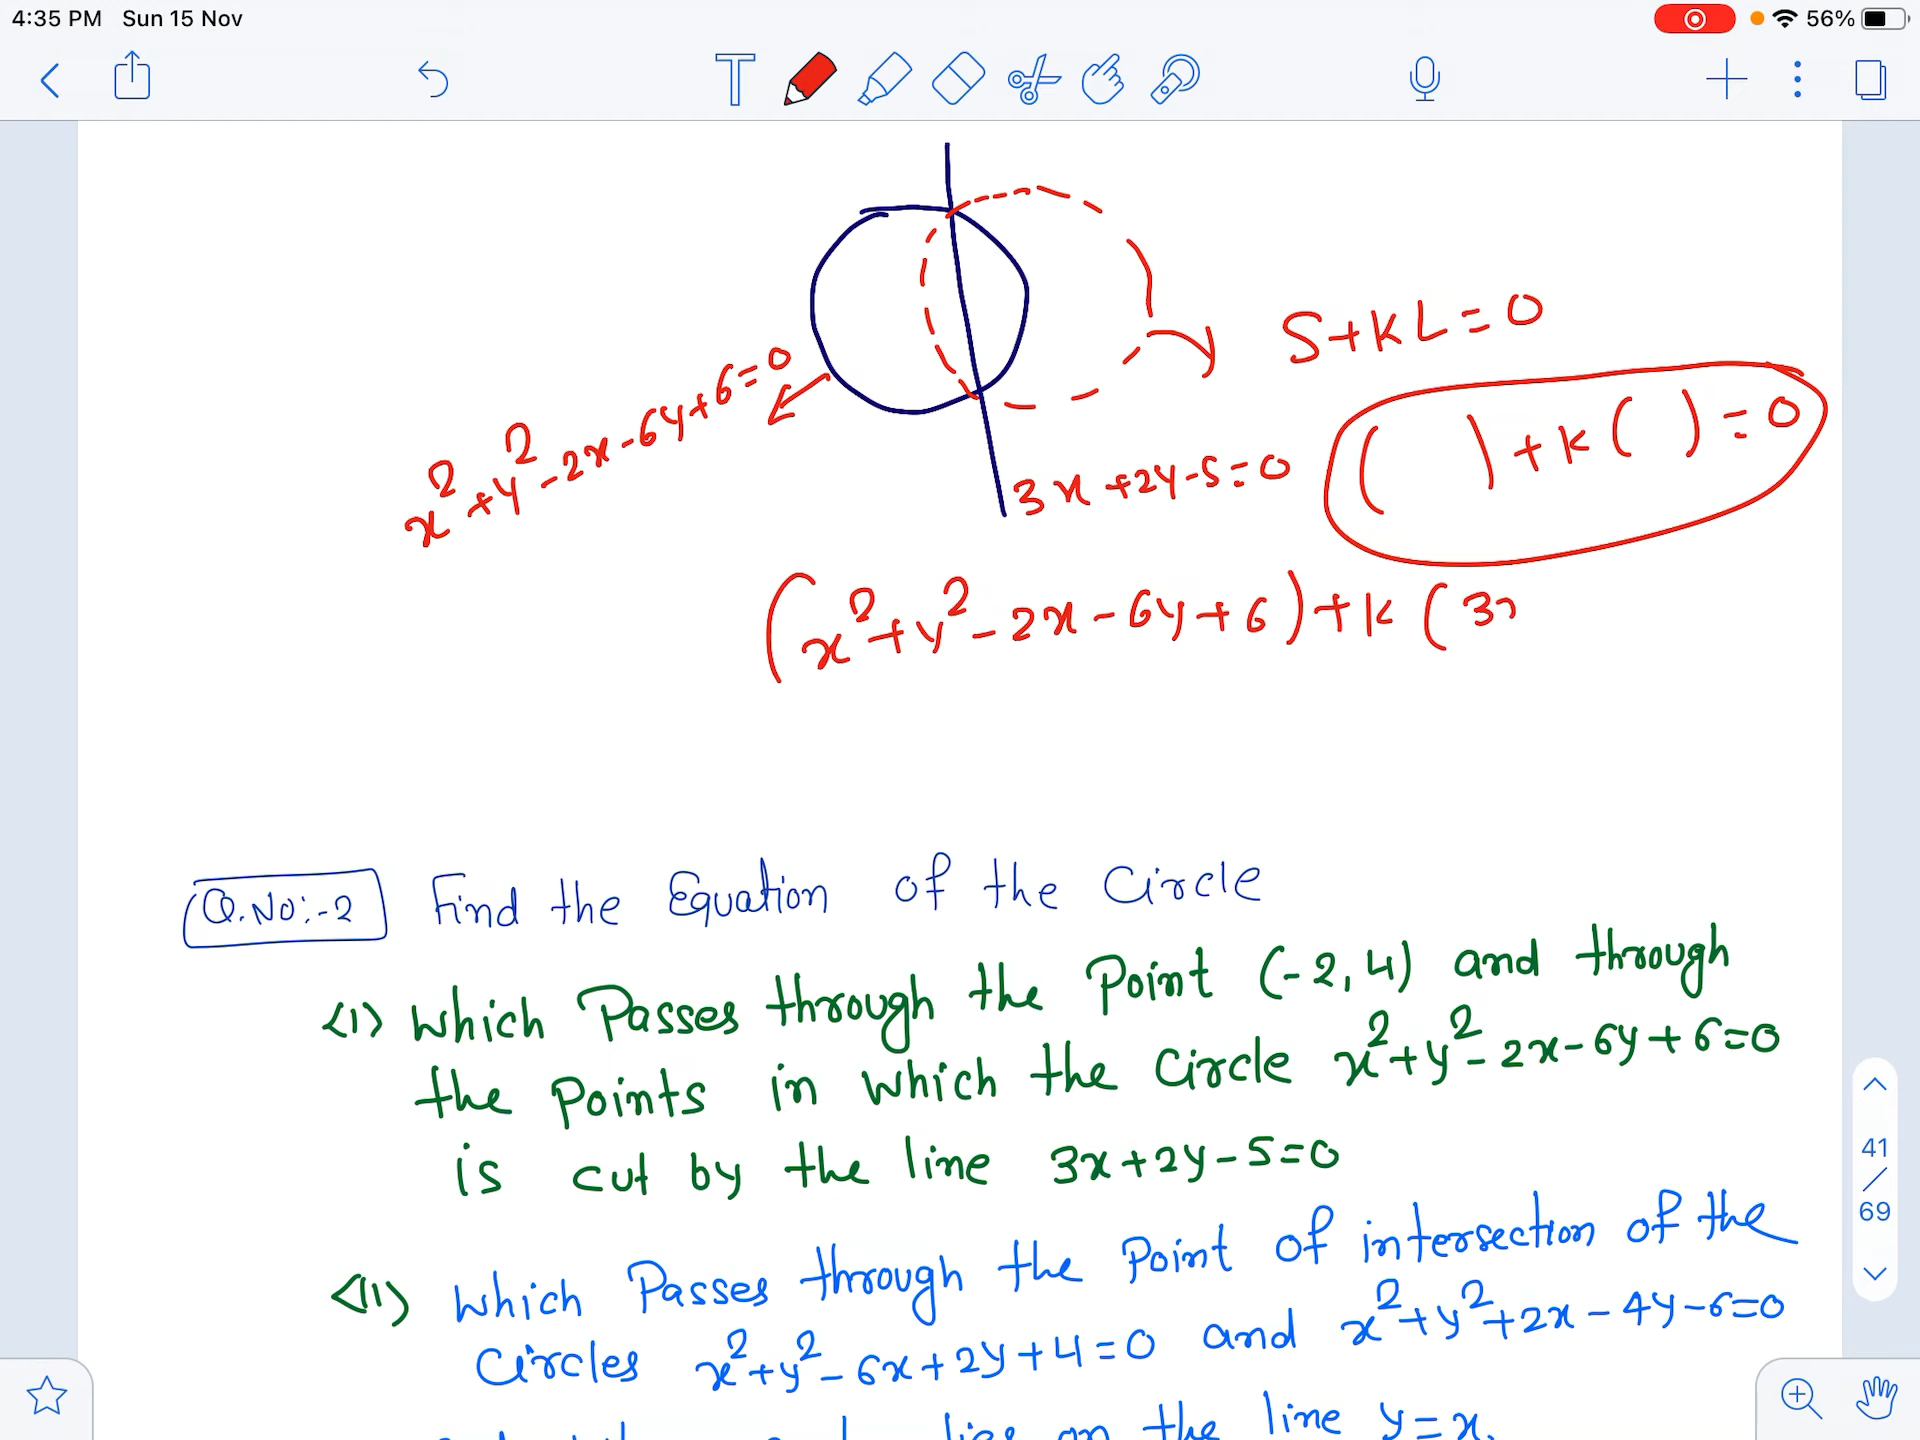 4:35 PM Sun 15 Nov
56%
T
S+KL=0
x²+y²-2x-6y+6=0
( )+k( )=0
3x+2y-5=0
(x²+y²-2x-6y+6)+k(3
Q.No:-2 Find the Equation of the Circle
<1> which Passes through the Point (-2,4) and through
the Points in which the Circle x²+y²-2x-6y+6=0
is cut by the line 3x+2y-5=0
41
/
69
<11> which Passes through the Point of intersection of the
Circles x²+y²-6x+2y+4=0 and x²+y²+2x-4y-6=0
on the line y=x.